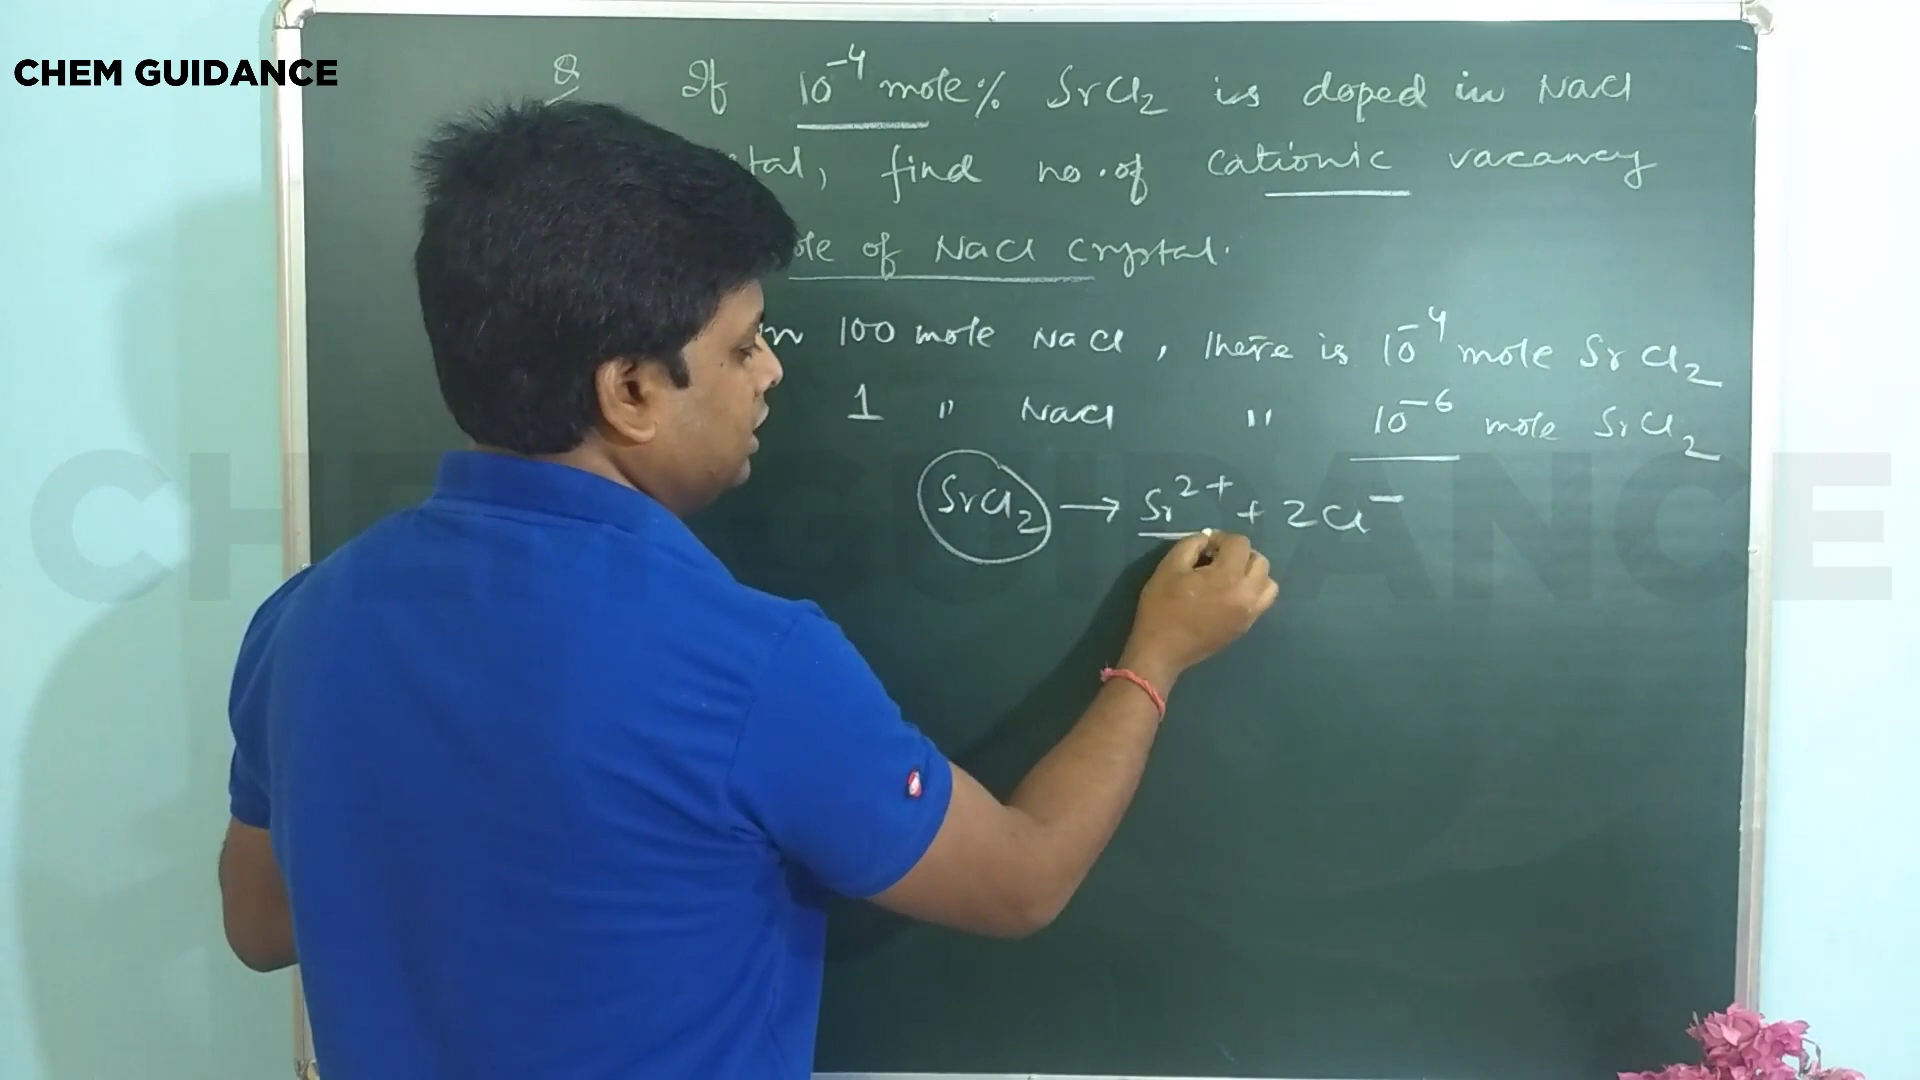 CHEM GUIDANCE
Q If 10⁻⁴ mole% SrCl₂ is doped in NaCl
tal, find no. of cationic vacancy
ole of NaCl crystal.
n 100 mole NaCl, there is 10⁻⁴ mole SrCl₂
1 " NaCl " 10⁻⁶ mole SrCl₂
SrCl₂ → Sr²⁺ + 2Cl⁻
CHEM GUIDANCE